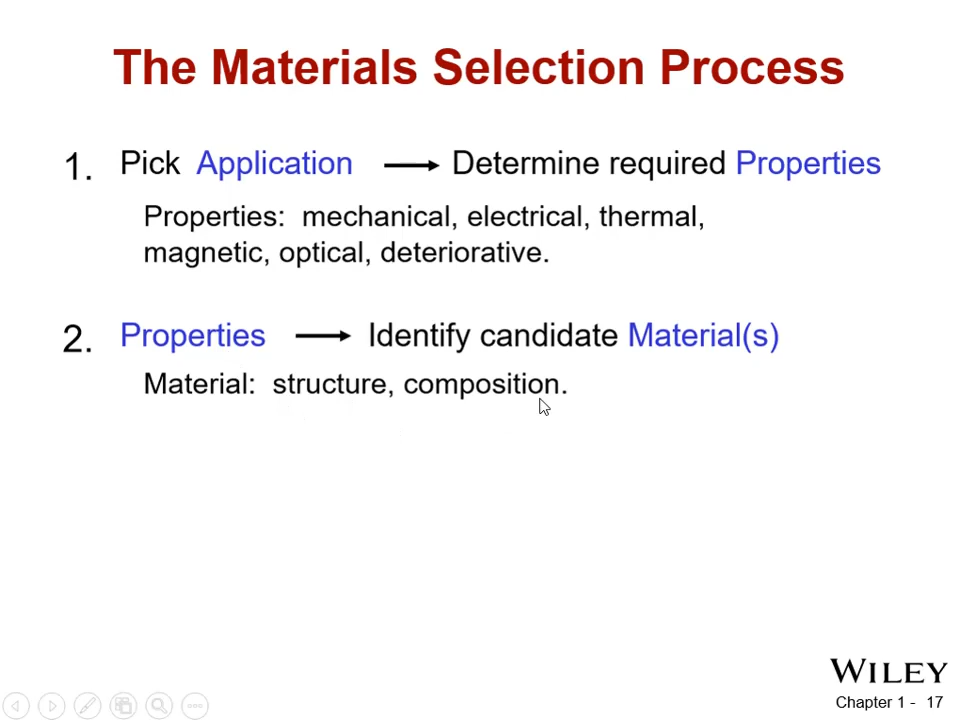 The Materials Selection Process
1. Pick Application ⟶ Determine required Properties
Properties: mechanical, electrical, thermal,
magnetic, optical, deteriorative.
2. Properties ⟶ Identify candidate Material(s)
Material: structure, composition.
WILEY
Chapter 1 - 17